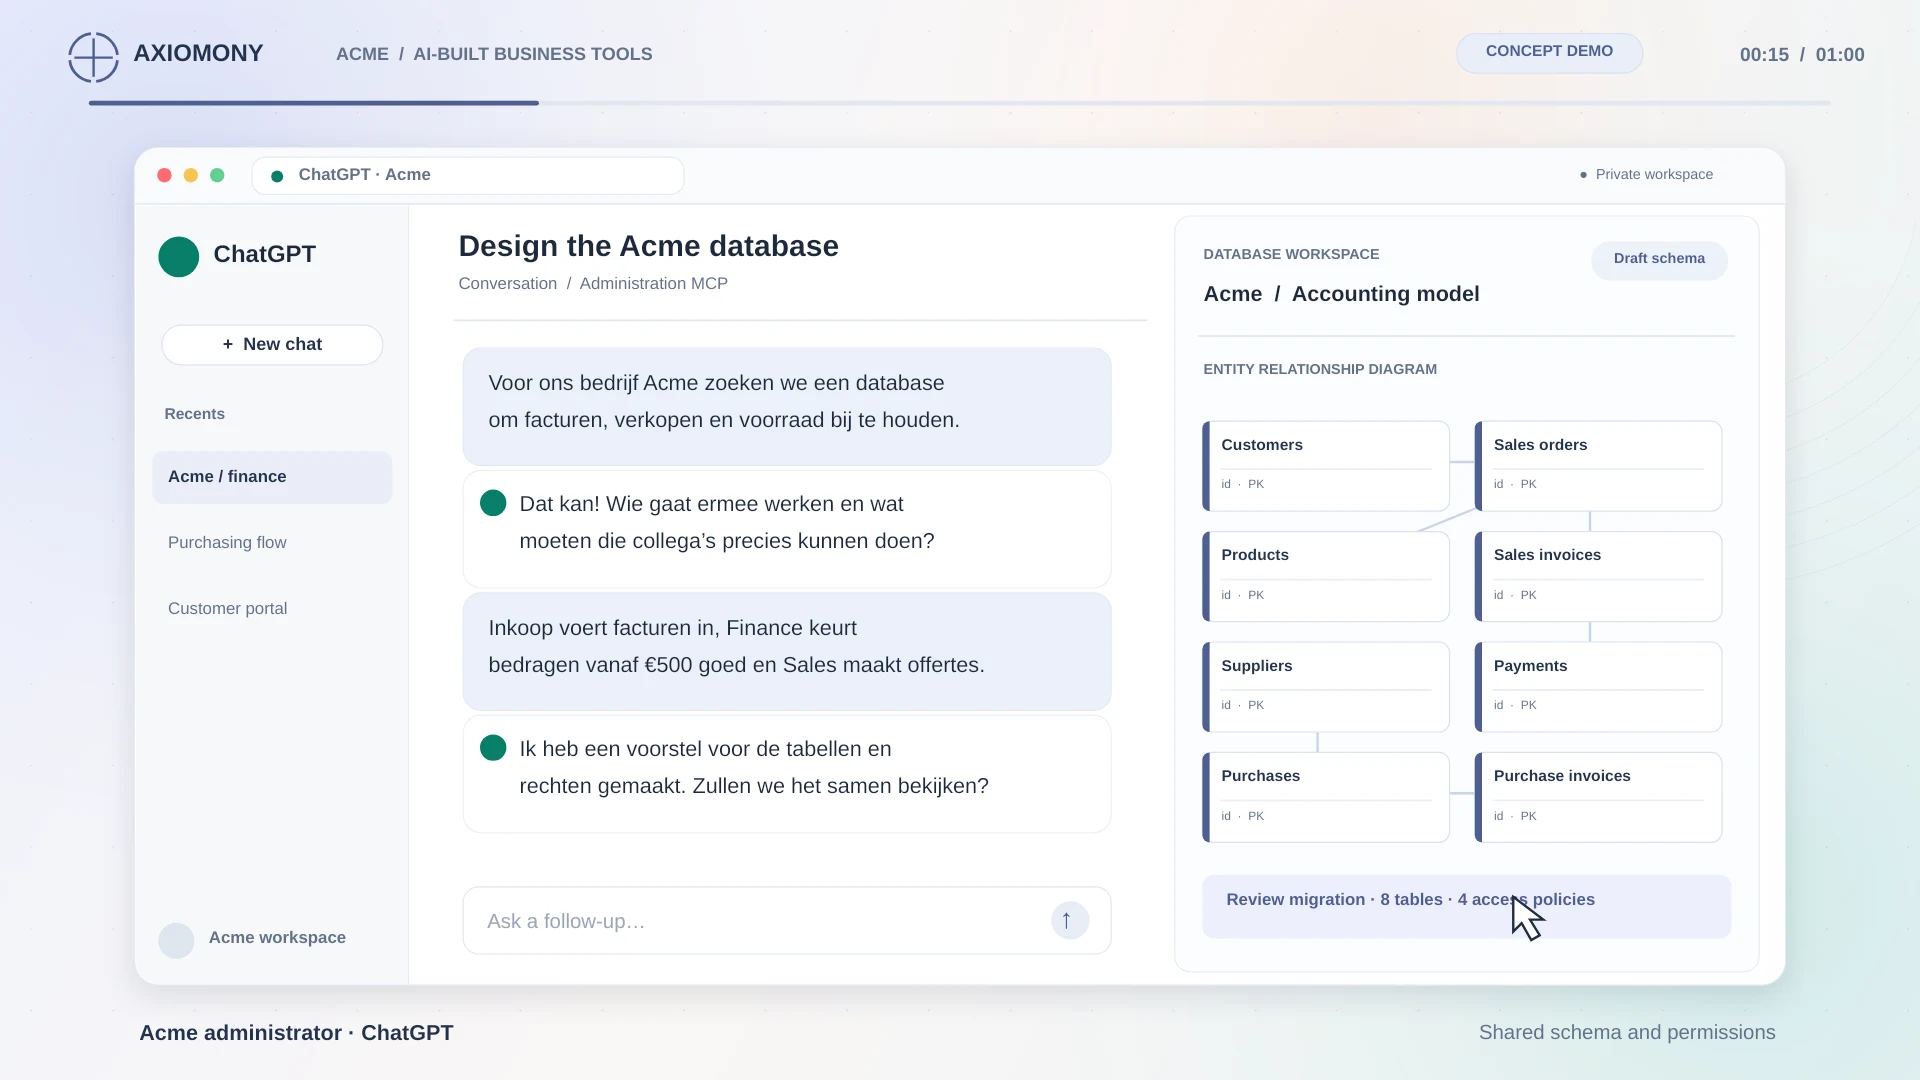 AXIOMONY
ACME / AI-BUILT BUSINESS TOOLS
CONCEPT DEMO
00:15 / 01:00
ChatGPT · Acme
Private workspace
ChatGPT
+ New chat
Recents
Acme / finance
Purchasing flow
Customer portal
Acme workspace
Design the Acme database
Conversation / Administration MCP
Voor ons bedrijf Acme zoeken we een database
om facturen, verkopen en voorraad bij te houden.
Dat kan! Wie gaat ermee werken en wat
moeten die collega’s precies kunnen doen?
Inkoop voert facturen in, Finance keurt
bedragen vanaf €500 goed en Sales maakt offertes.
Ik heb een voorstel voor de tabellen en
rechten gemaakt. Zullen we het samen bekijken?
Ask a follow-up…
↑
DATABASE WORKSPACE
Draft schema
Acme / Accounting model
ENTITY RELATIONSHIP DIAGRAM
Customers
id · PK
Sales orders
id · PK
Products
id · PK
Sales invoices
id · PK
Suppliers
id · PK
Payments
id · PK
Purchases
id · PK
Purchase invoices
id · PK
Review migration · 8 tables · 4 access policies
Acme administrator · ChatGPT
Shared schema and permissions